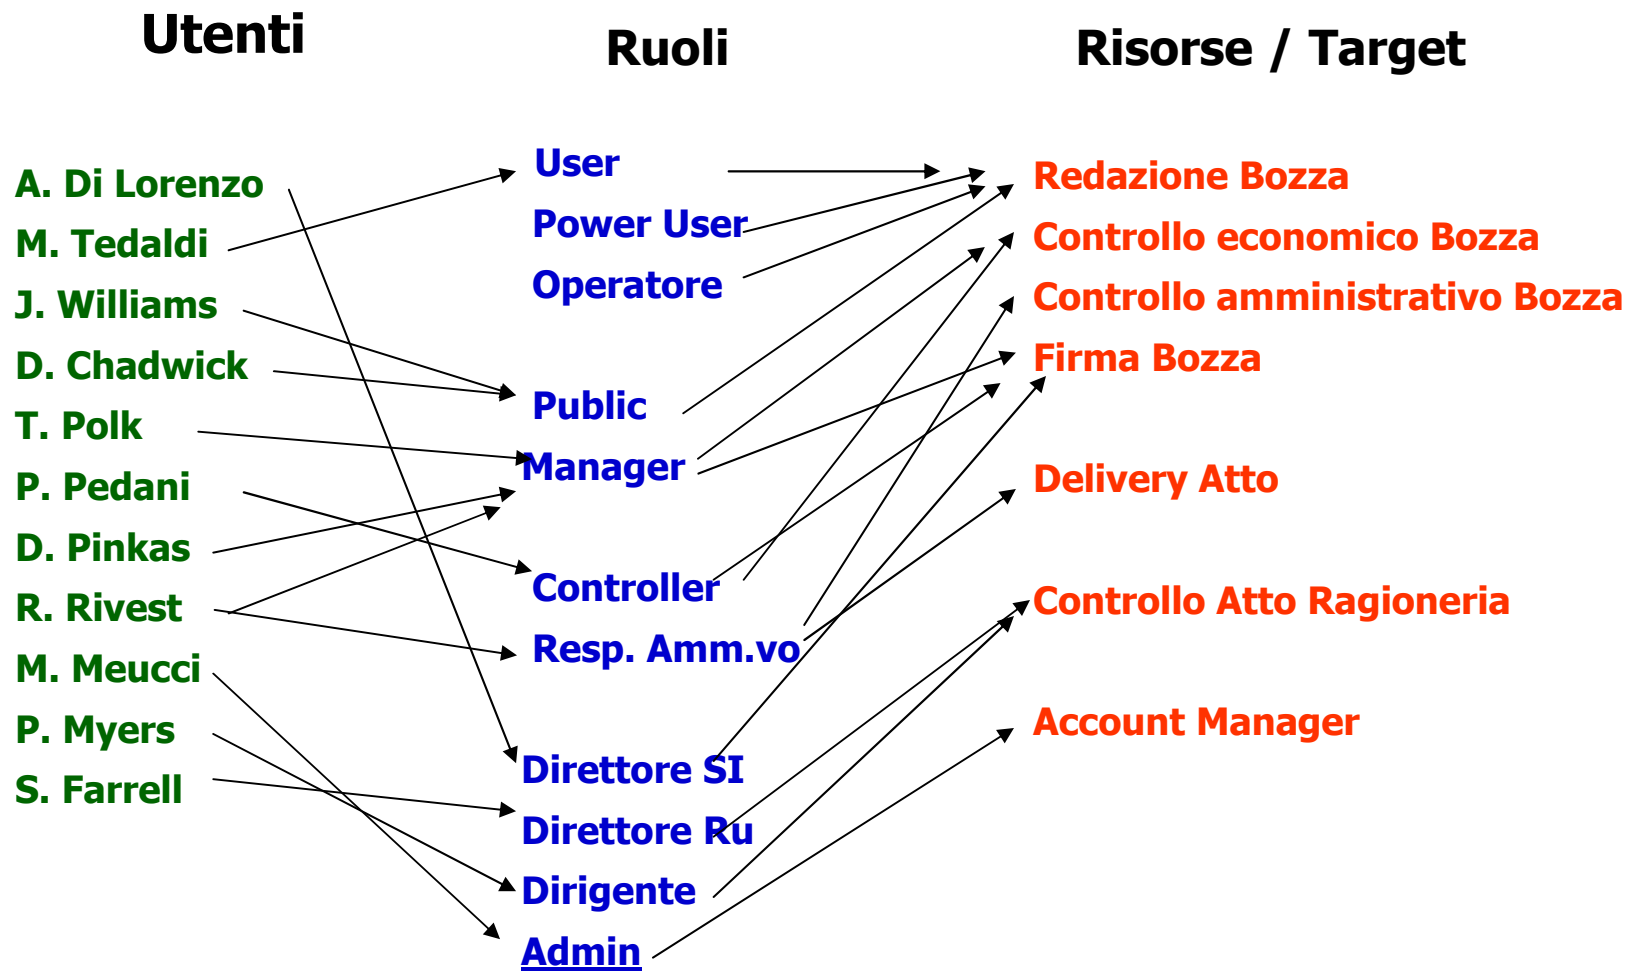 Utenti
Ruoli
Risorse / Target
A. Di Lorenzo
M. Tedaldi
J. Williams
D. Chadwick
T. Polk
P. Pedani
D. Pinkas
R. Rivest
M. Meucci
P. Myers
S. Farrell
User
Power User
Operatore
Public
Manager
Controller
Resp. Amm.vo
Direttore SI
Direttore Ru
Dirigente
Admin
Redazione Bozza
Controllo economico Bozza
Controllo amministrativo Bozza
Firma Bozza
Delivery Atto
Controllo Atto Ragioneria
Account Manager